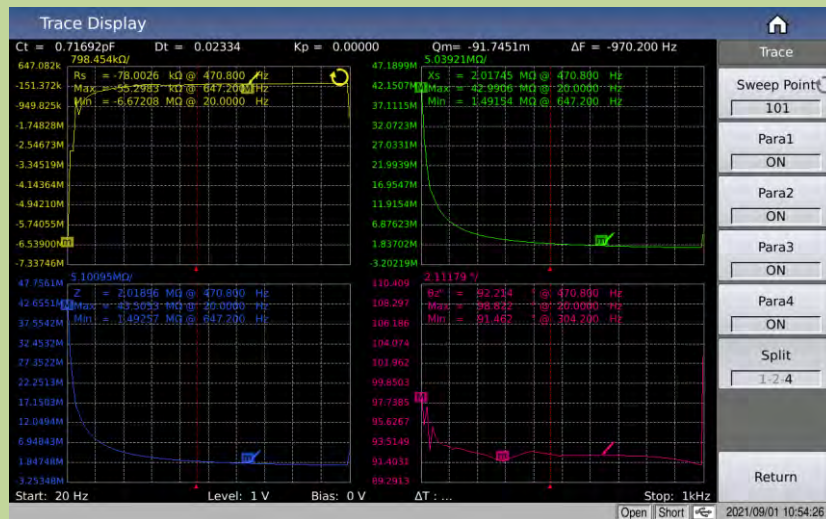 Trace Display
Ct = 0.71692pF Dt = 0.02334 Kp = 0.00000 Qm= -91.7451m ΔF = -970.200 Hz
798.454kΩ/
647.082k
-151.372k
-949.825k
-1.74828M
-2.54673M
-3.34519M
-4.14364M
-4.94210M
-5.74055M
-6.53900M
-7.33746M
Rs = -78.0026 kΩ @ 470.800 Hz
Max = -55.2983 kΩ @ 647.200 Hz
Min = -6.67208 MΩ @ 20.0000 Hz
M
m
5.03921MΩ/
47.1899M
42.1507M
37.1115M
32.0723M
27.0331M
21.9939M
16.9547M
11.9154M
6.87623M
1.83702M
-3.20219M
Xs = 2.01745 MΩ @ 470.800 Hz
Max = 42.9906 MΩ @ 20.0000 Hz
Min = 1.49154 MΩ @ 647.200 Hz
M
m
5.10095MΩ/
47.7561M
42.6551M
37.5542M
32.4532M
27.3522M
22.2513M
17.1503M
12.0494M
6.94843M
1.84748M
-3.25348M
Z = 2.01896 MΩ @ 470.800 Hz
Max = 43.5053 MΩ @ 20.0000 Hz
Min = 1.49257 MΩ @ 647.200 Hz
M
m
2.11179 °/
110.409
108.297
106.186
104.074
101.962
99.8503
97.7385
95.6267
93.5149
91.4031
89.2913
θz° = 92.214 ° @ 470.800 Hz
Max = 98.822 ° @ 20.0000 Hz
Min = 91.462 ° @ 304.200 Hz
M
m
Start: 20 Hz Level: 1 V Bias: 0 V ΔT : ... Stop: 1kHz
Trace
Sweep Point
101
Para1
ON
Para2
ON
Para3
ON
Para4
ON
Split
1-2-4
Return
Open Short 2021/09/01 10:54:26